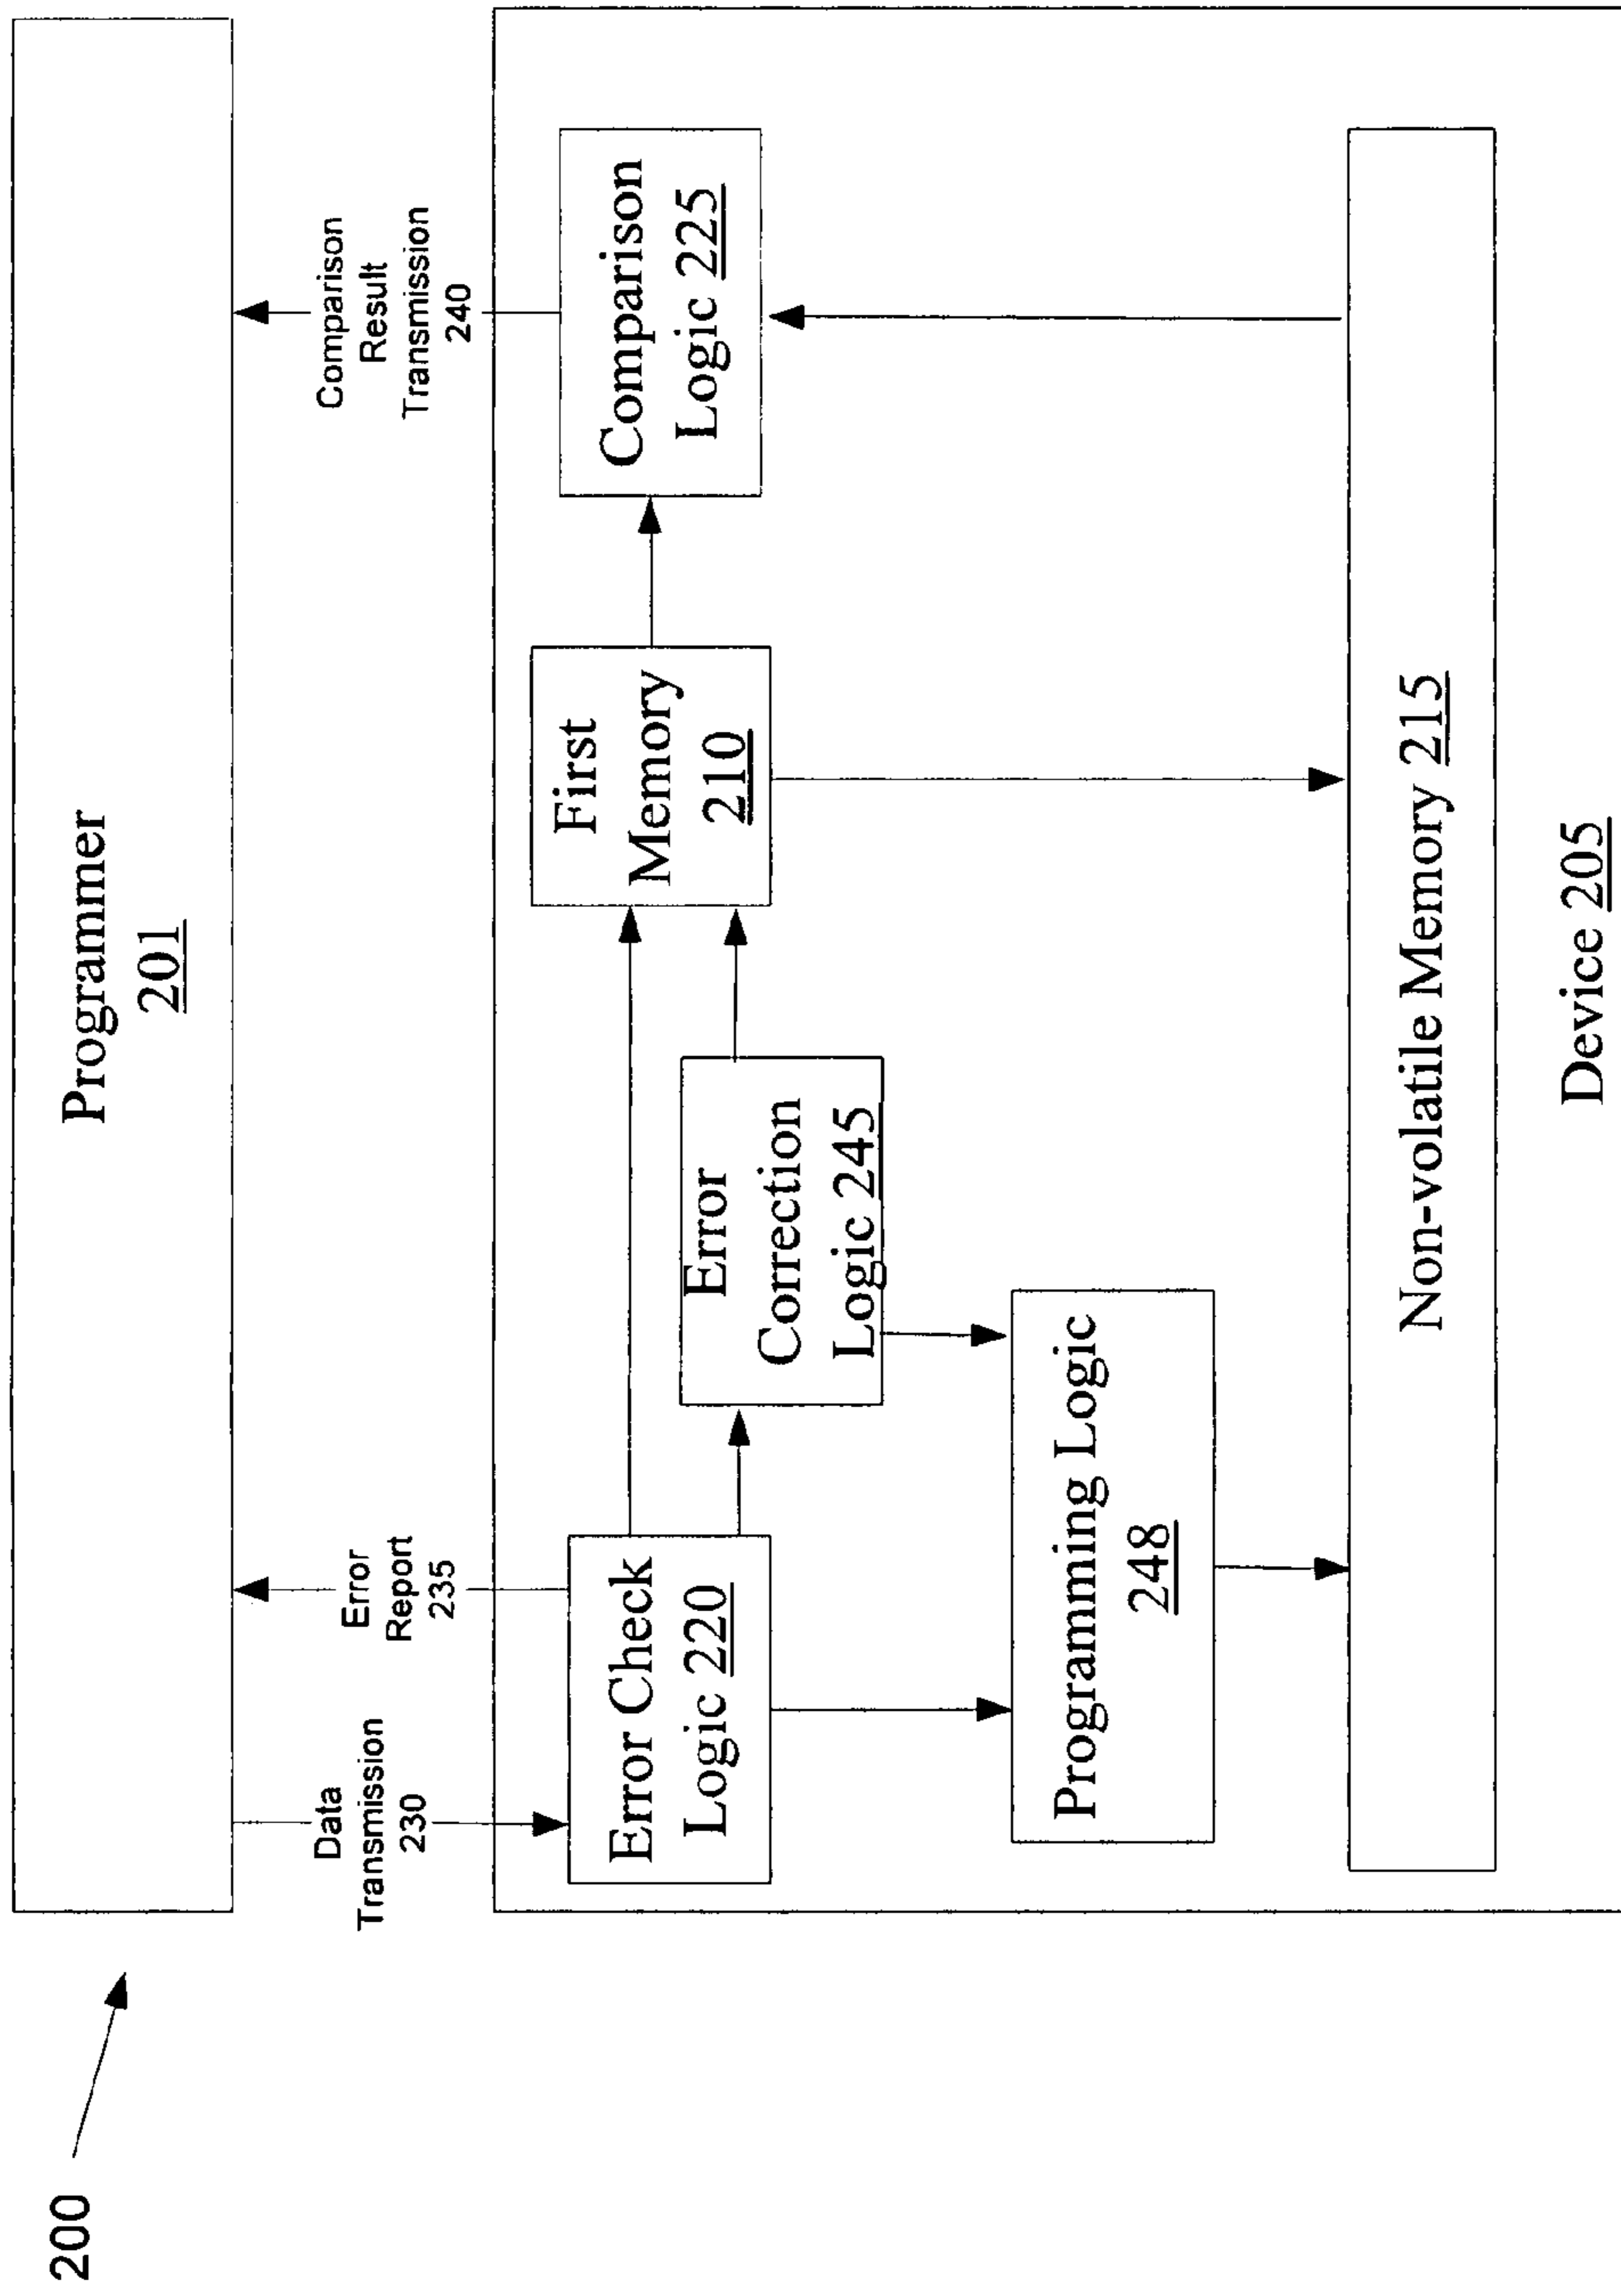 200
Programmer
201
Data
Transmission
230
Error
Report
235
Comparison
Result
Transmission
240
Error Check
Logic 220
Error
Correction
Logic 245
First
Memory
210
Comparison
Logic 225
Programming Logic
248
Non-volatile Memory 215
Device 205